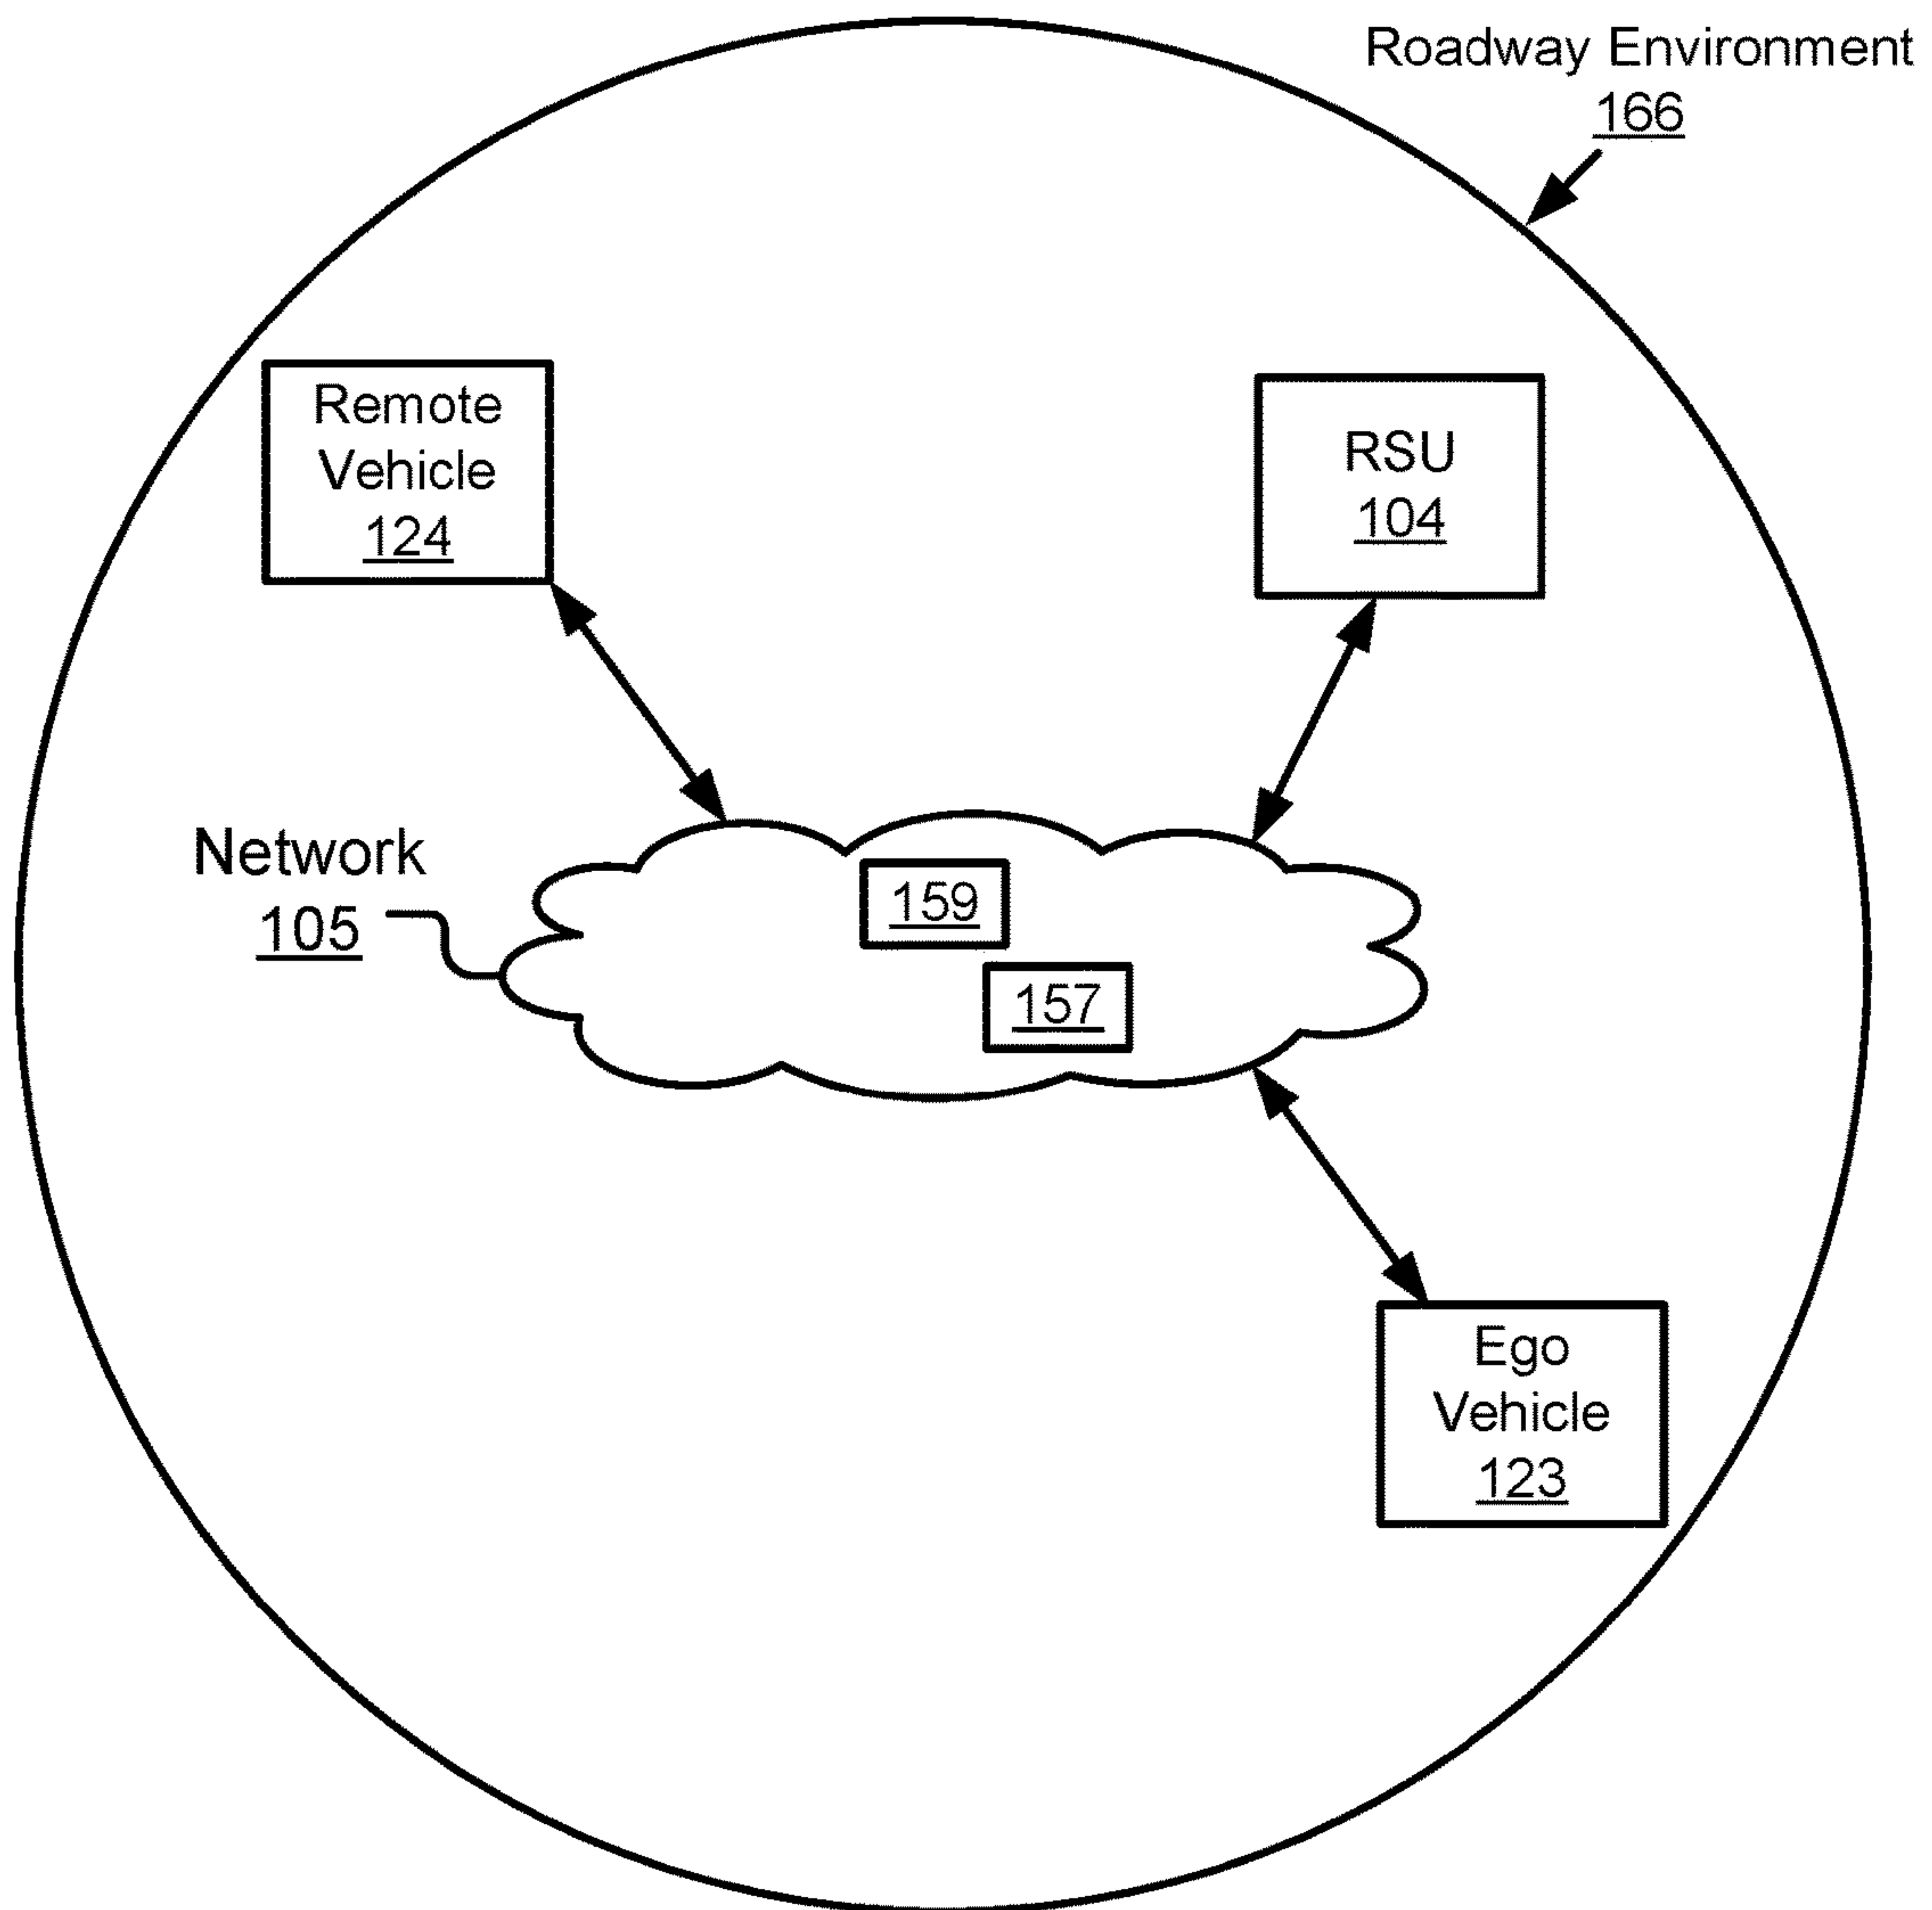 Roadway Environment
166
Remote
Vehicle
124
RSU
104
Network
105
159
157
Ego
Vehicle
123